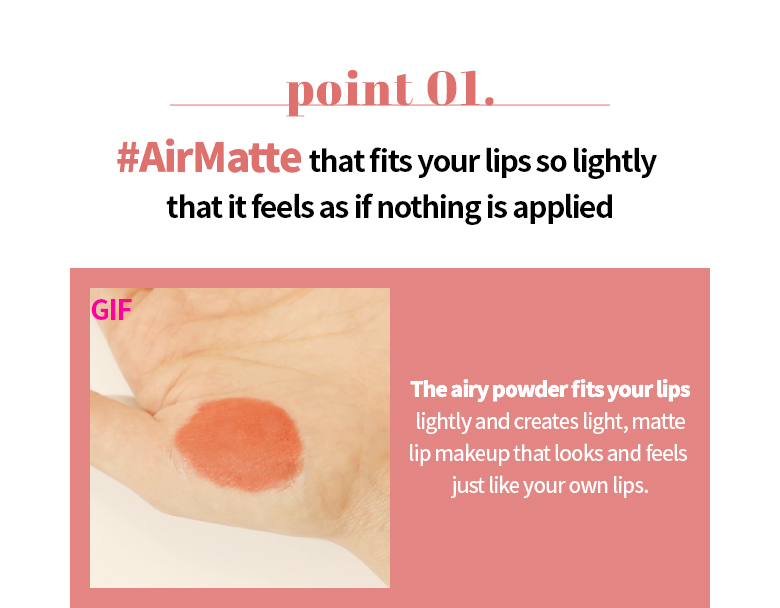 point 01.
#AirMatte that fits your lips so lightly
that it feels as if nothing is applied
GIF
The airy powder fits your lips
lightly and creates light, matte
lip makeup that looks and feels
just like your own lips.